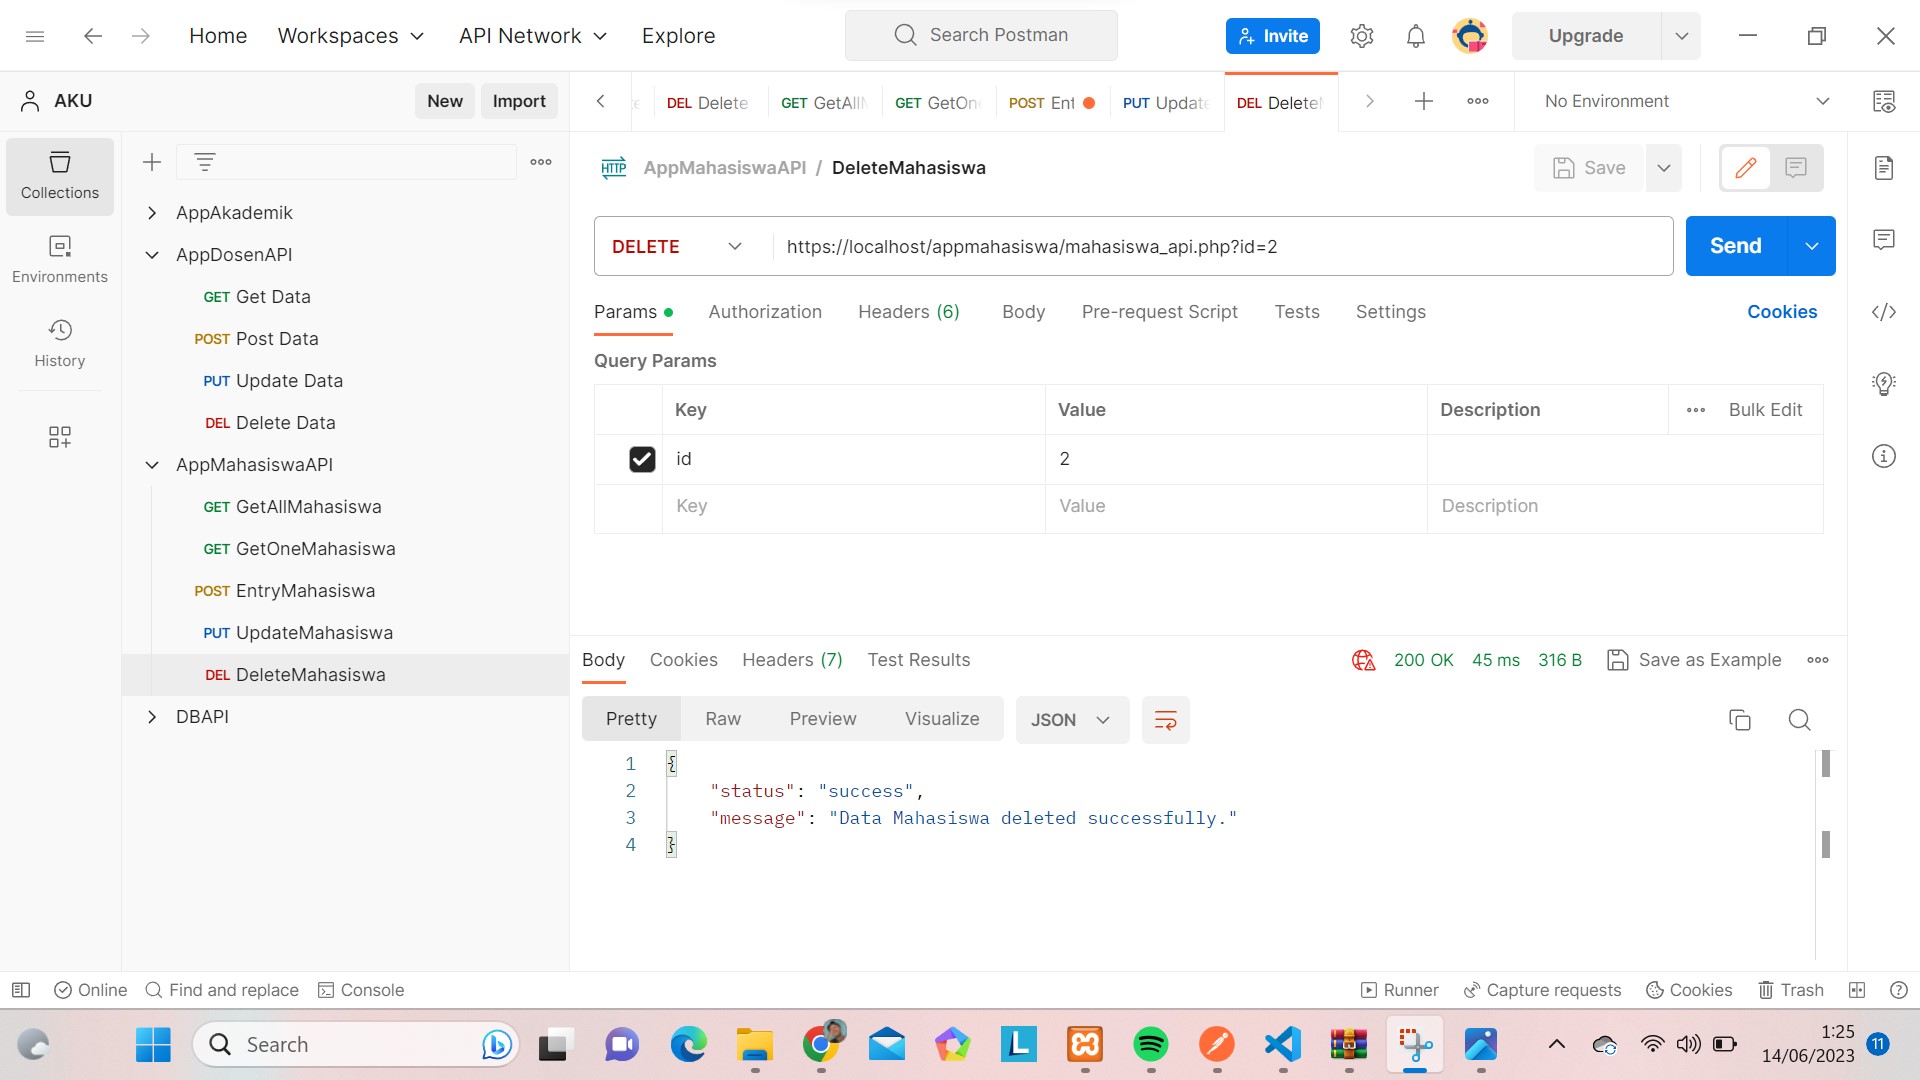 Home Workspaces API Network Explore Search Postman Invite Upgrade
AKU New Import
DEL Delete GET GetAll POST Ent PUT Update DEL Delete No Environment
Collections
Environments
History
AppAkademik
AppDosenAPI
GET Get Data
POST Post Data
PUT Update Data
DEL Delete Data
AppMahasiswaAPI
GET GetAllMahasiswa
GET GetOneMahasiswa
POST EntryMahasiswa
PUT UpdateMahasiswa
DEL DeleteMahasiswa
DBAPI
HTTP AppMahasiswaAPI / DeleteMahasiswa Save
DELETE https://localhost/appmahasiswa/mahasiswa_api.php?id=2 Send
Params Authorization Headers (6) Body Pre-request Script Tests Settings Cookies
Query Params
Key Value Description Bulk Edit
id 2
Key Value Description
Body Cookies Headers (7) Test Results 200 OK 45 ms 316 B Save as Example
Pretty Raw Preview Visualize JSON
1 {
2 "status": "success",
3 "message": "Data Mahasiswa deleted successfully."
4 }
Online Find and replace Console Runner Capture requests Cookies Trash
Search L 1:25
14/06/2023 11